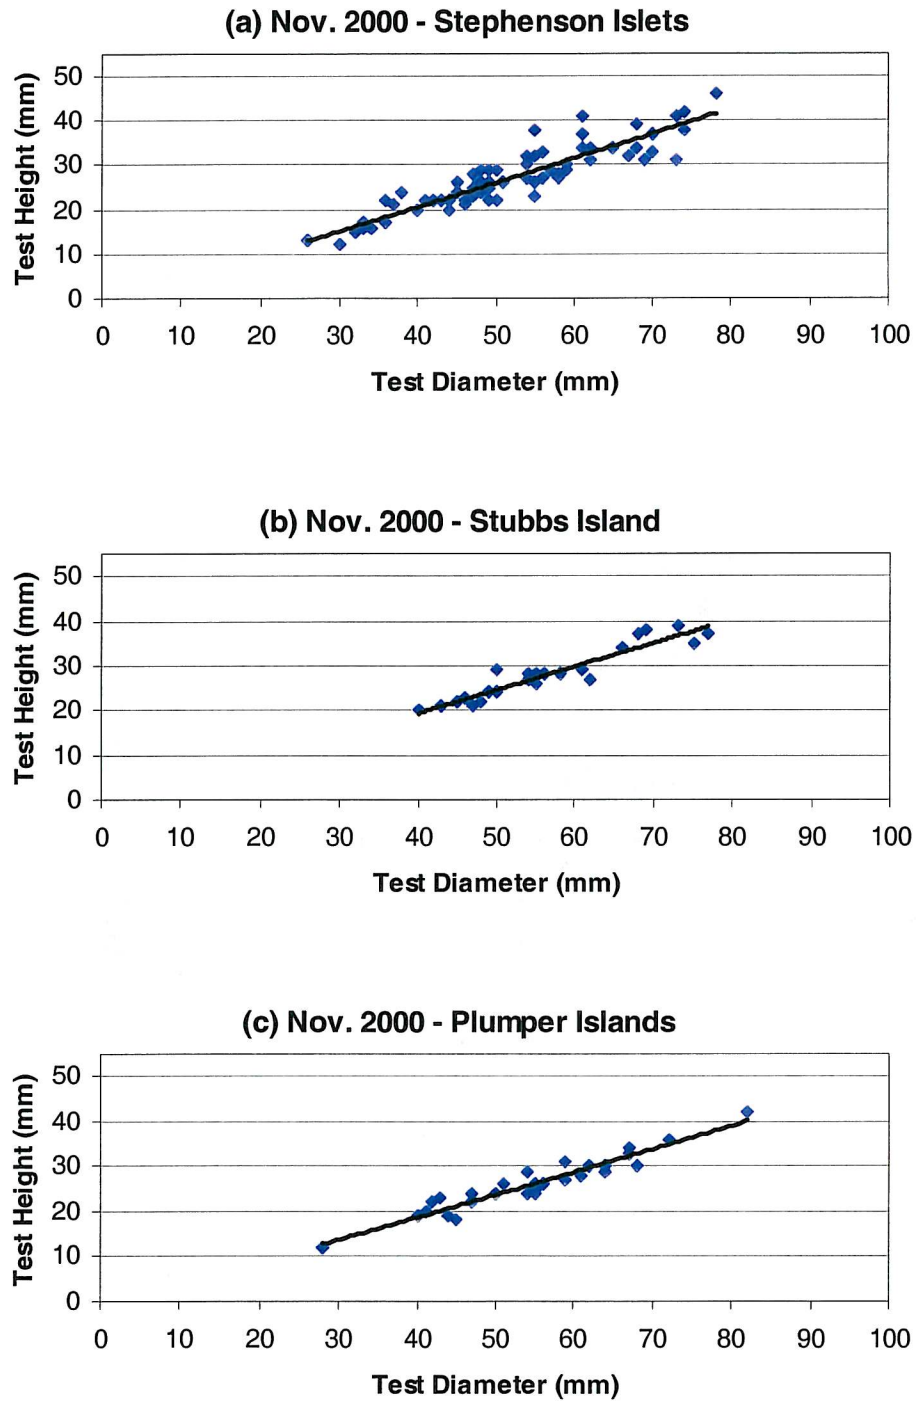 (a) Nov. 2000 - Stephenson Islets
Test Height (mm)
50
40
30
20
10
0
0 10 20 30 40 50 60 70 80 90 100
Test Diameter (mm)
(b) Nov. 2000 - Stubbs Island
Test Height (mm)
50
40
30
20
10
0
0 10 20 30 40 50 60 70 80 90 100
Test Diameter (mm)
(c) Nov. 2000 - Plumper Islands
Test Height (mm)
50
40
30
20
10
0
0 10 20 30 40 50 60 70 80 90 100
Test Diameter (mm)